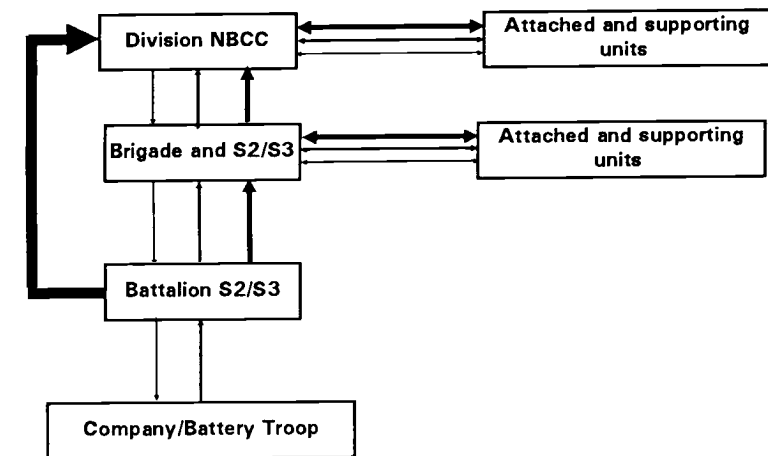 Division NBCC
Attached and supporting
units
Brigade and S2/S3
Attached and supporting
units
Battalion S2/S3
Company/Battery Troop